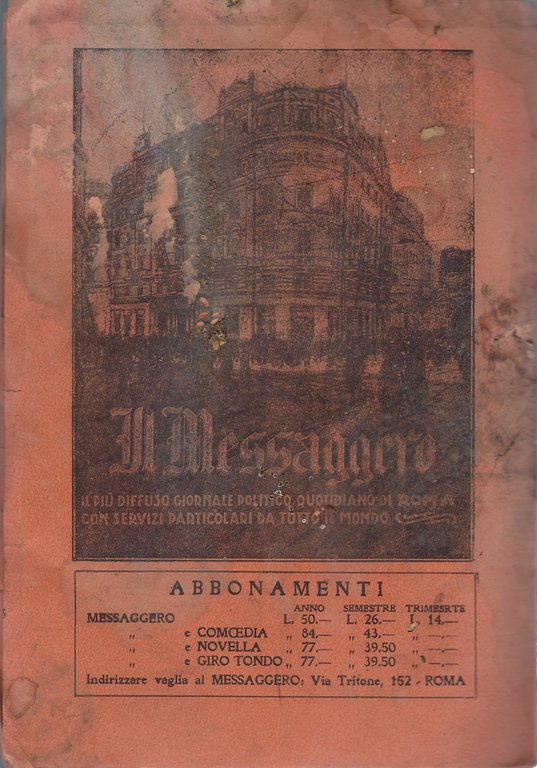 Il Messaggero
IL PIÙ DIFFUSO GIORNALE POLITICO QUOTIDIANO DI ROMA
CON SERVIZI PARTICOLARI DA TUTTO IL MONDO
ABBONAMENTI
ANNO SEMESTRE TRIMESRTE
MESSAGGERO L. 50.— L. 26.— L. 14.—
„ e COMŒDIA „ 84.— „ 43.— „ —.—
„ e NOVELLA „ 77.— „ 39.50 „ —.—
„ e GIRO TONDO „ 77.— „ 39.50 „ —.—
Indirizzare vaglia al MESSAGGERO: Via Tritone, 152 - ROMA